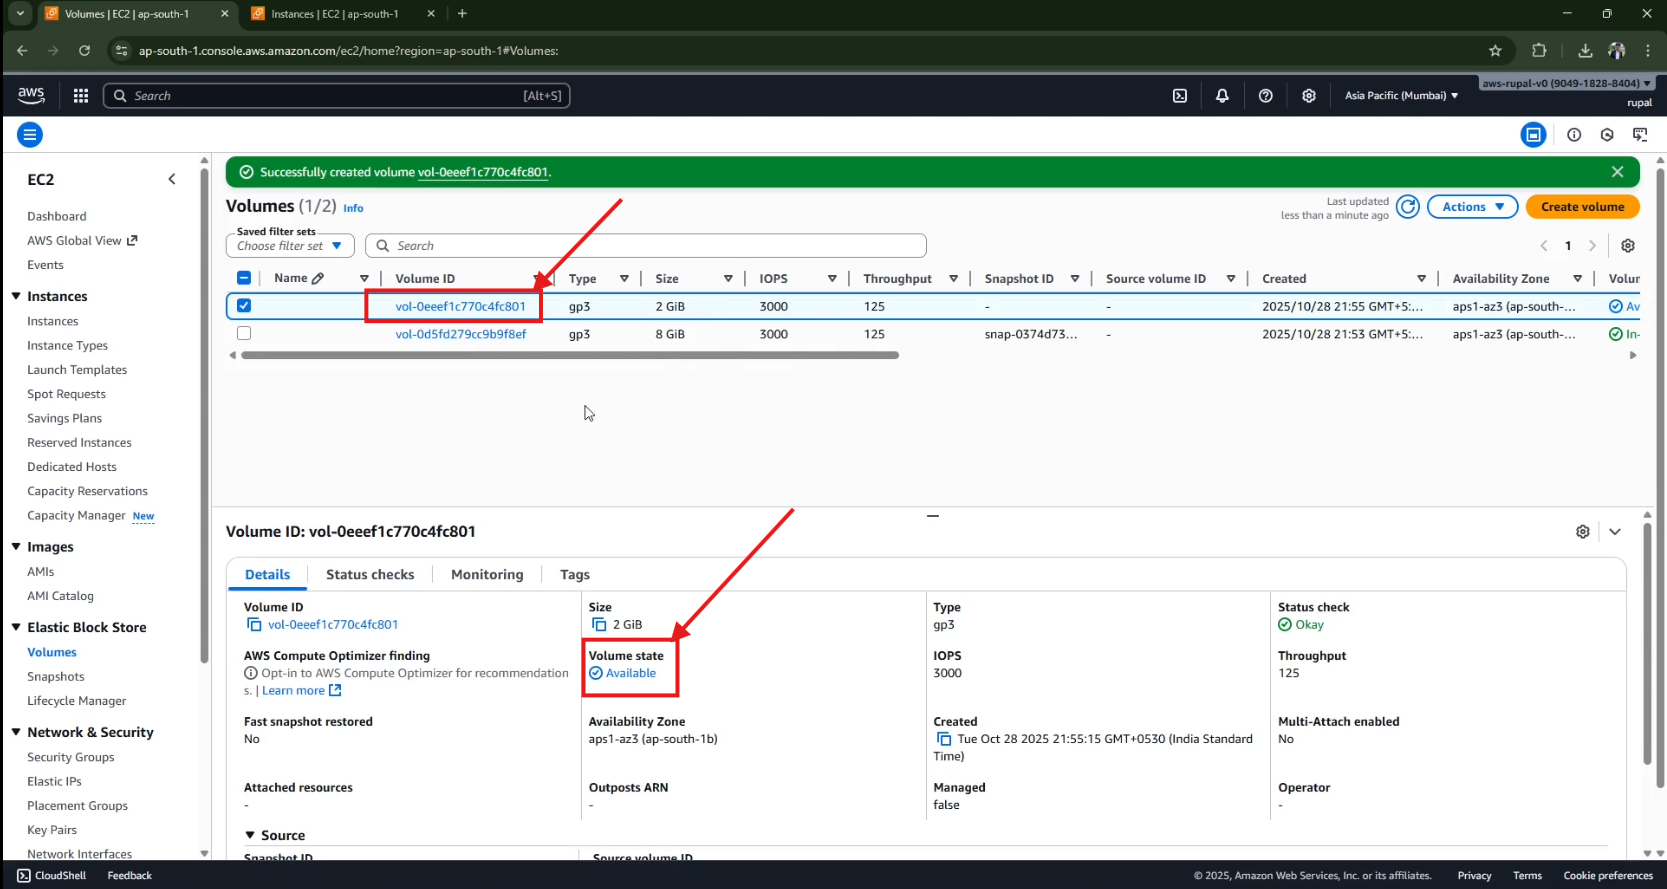 Volumes | EC2 | ap-south-1
Instances | EC2 | ap-south-1
ap-south-1.console.aws.amazon.com/ec2/home?region=ap-south-1#Volumes:
aws
Search [Alt+S]
Asia Pacific (Mumbai)
aws-rupal-v0 (9049-1828-8404)
rupal
EC2
Dashboard
AWS Global View
Events
Instances
Instances
Instance Types
Launch Templates
Spot Requests
Savings Plans
Reserved Instances
Dedicated Hosts
Capacity Reservations
Capacity Manager New
Images
AMIs
AMI Catalog
Elastic Block Store
Volumes
Snapshots
Lifecycle Manager
Network & Security
Security Groups
Elastic IPs
Placement Groups
Key Pairs
Network Interfaces
Successfully created volume vol-0eeef1c770c4fc801.
Volumes (1/2) Info
Last updated
less than a minute ago
Actions
Create volume
Saved filter sets
Choose filter set
Search
1
Name Volume ID Type Size IOPS Throughput Snapshot ID Source volume ID Created Availability Zone Volur
vol-0eeef1c770c4fc801 gp3 2 GiB 3000 125 - - 2025/10/28 21:55 GMT+5:... aps1-az3 (ap-south-... Av
vol-0d5fd279cc9b9f8ef gp3 8 GiB 3000 125 snap-0374d73... - 2025/10/28 21:53 GMT+5:... aps1-az3 (ap-south-... In-
Volume ID: vol-0eeef1c770c4fc801
Details Status checks Monitoring Tags
Volume ID
vol-0eeef1c770c4fc801
Size
2 GiB
Type
gp3
Status check
Okay
AWS Compute Optimizer finding
Opt-in to AWS Compute Optimizer for recommendation
s. | Learn more
Volume state
Available
IOPS
3000
Throughput
125
Fast snapshot restored
No
Availability Zone
aps1-az3 (ap-south-1b)
Created
Tue Oct 28 2025 21:55:15 GMT+0530 (India Standard
Time)
Multi-Attach enabled
No
Attached resources
-
Outposts ARN
-
Managed
false
Operator
-
Source
Snapshot ID
Source volume ID
CloudShell Feedback
© 2025, Amazon Web Services, Inc. or its affiliates. Privacy Terms Cookie preferences